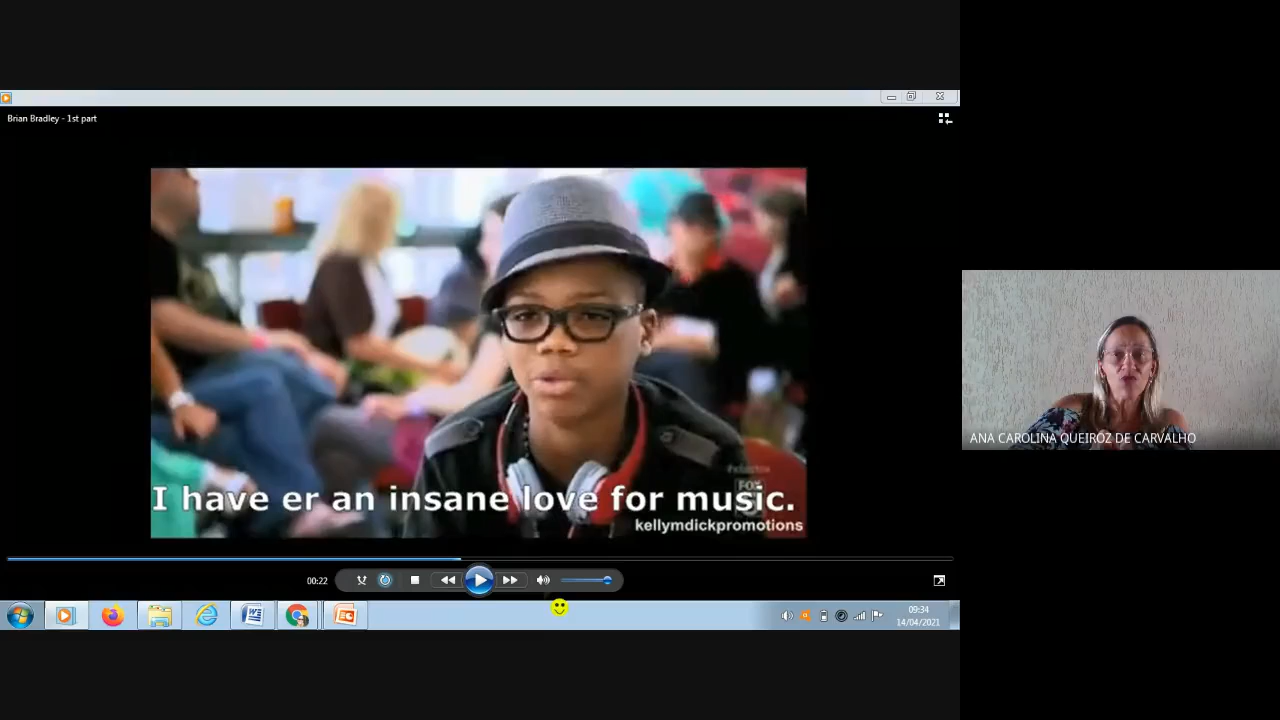 Brian Bradley - 1st part
FOX
I have er an insane love for music.
kellymdickpromotions
ANA CAROLINA QUEIROZ DE CARVALHO
00:22
09:34
14/04/2021